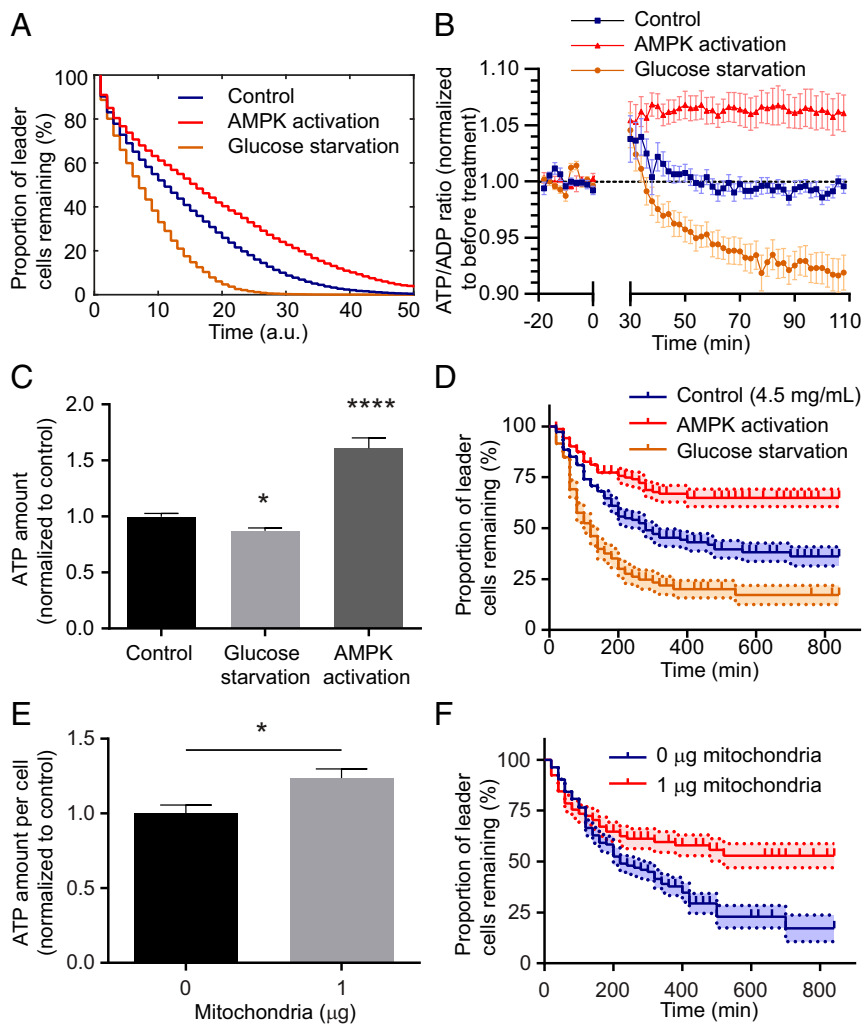 A
Proportion of leader
cells remaining (%)
100
80
60
40
20
0
Control
AMPK activation
Glucose starvation
0
10
20
30
40
50
Time (a.u.)
B
Control
AMPK activation
Glucose starvation
ATP/ADP ratio (normalized
to before treatment)
1.10
1.05
1.00
0.95
0.90
-20
0
30
50
70
90
110
Time (min)
C
ATP amount
(normalized to control)
2.0
1.5
1.0
0.5
0.0
*
****
Control
Glucose
starvation
AMPK
activation
D
Control (4.5 mg/mL)
AMPK activation
Glucose starvation
Proportion of leader
cells remaining (%)
100
75
50
25
0
0
200
400
600
800
Time (min)
E
ATP amount per cell
(normalized to control)
1.5
1.0
0.5
0.0
*
0
1
Mitochondria (μg)
F
0 μg mitochondria
1 μg mitochondria
Proportion of leader
cells remaining (%)
100
75
50
25
0
0
200
400
600
800
Time (min)